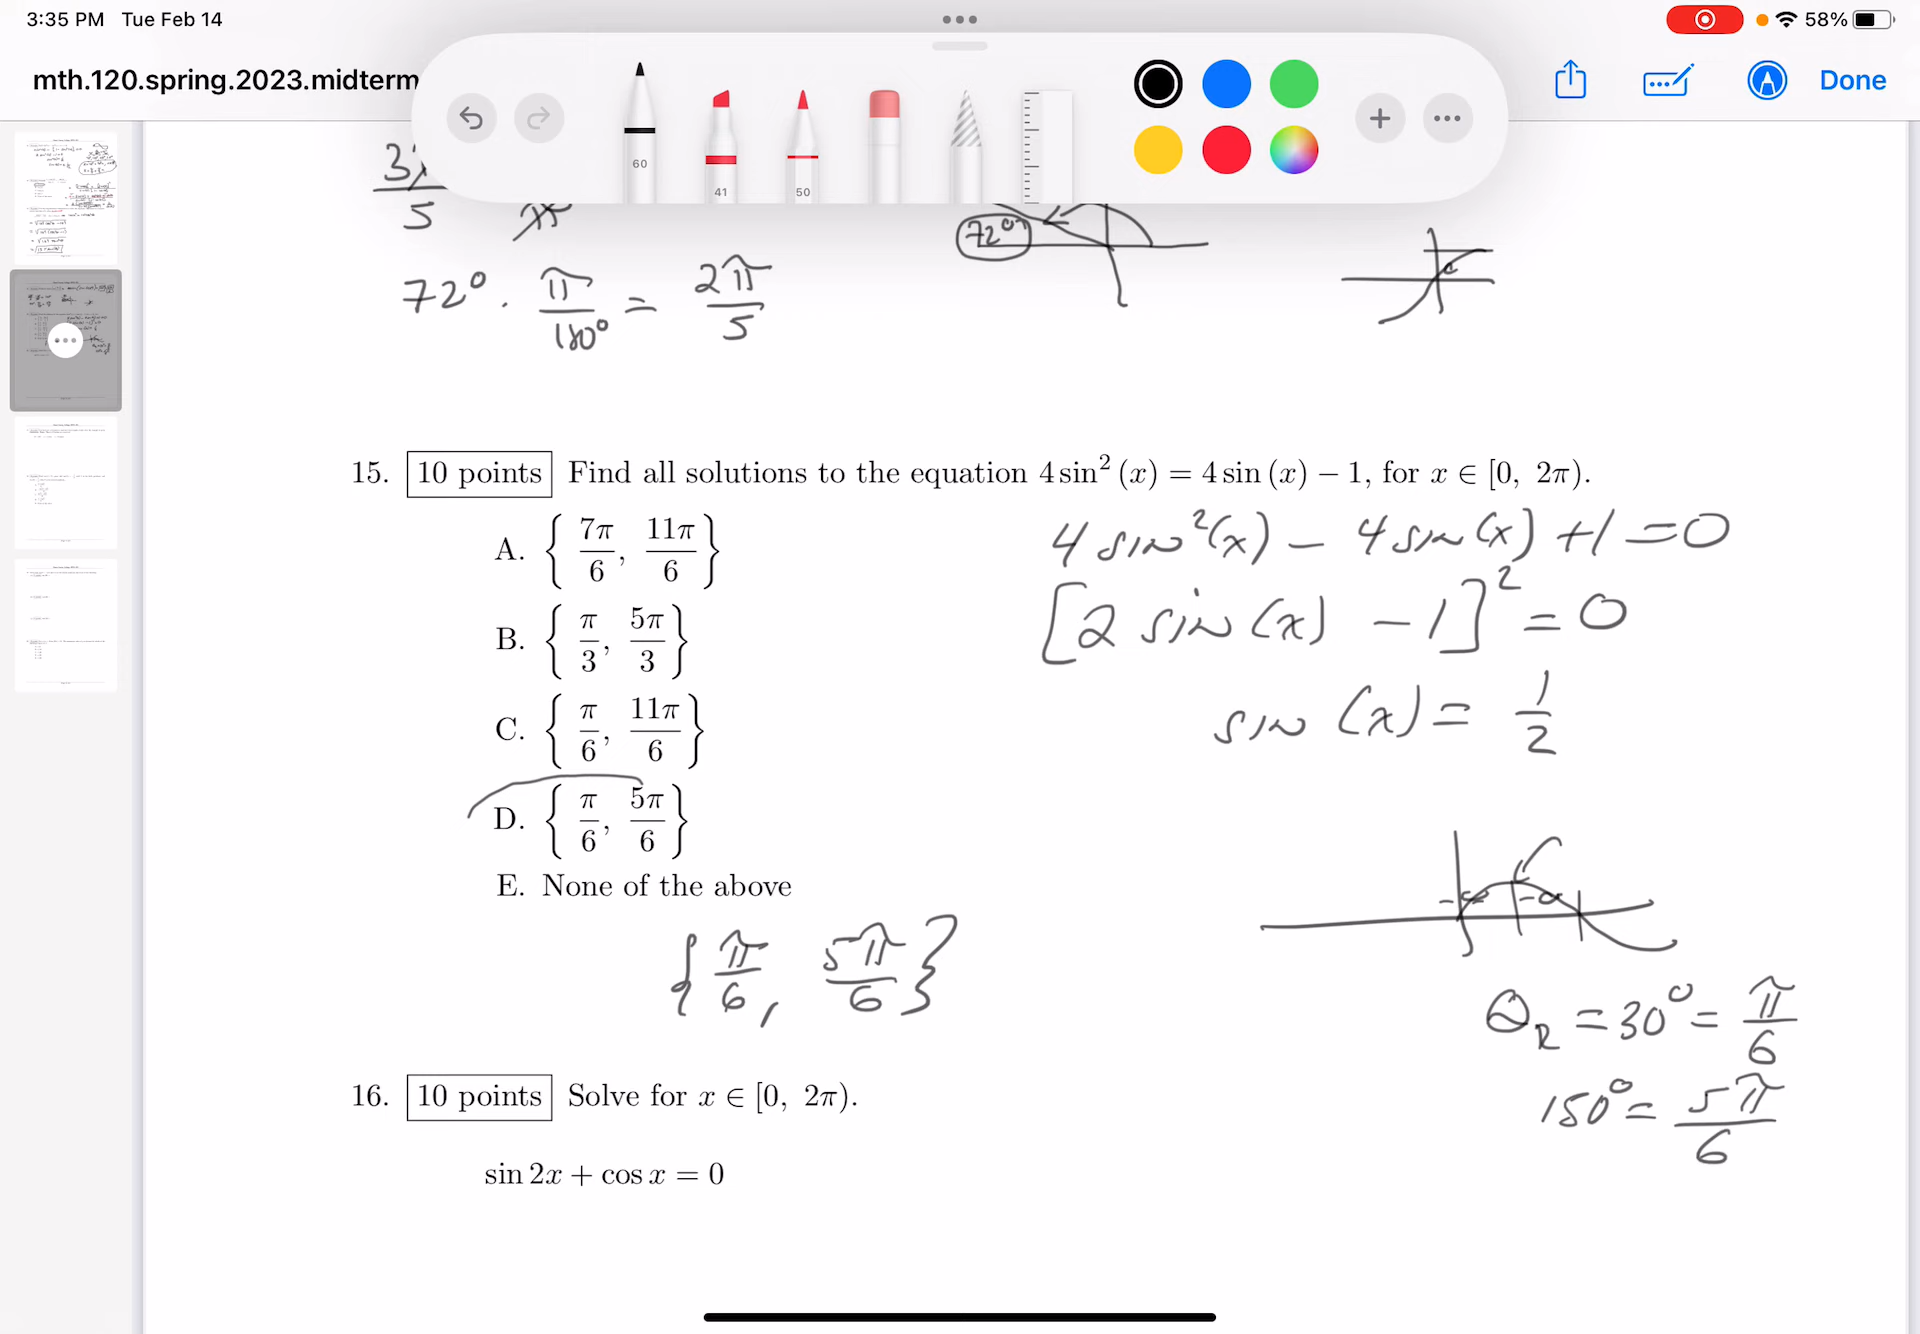 3:35 PM Tue Feb 14
58%
mth.120.spring.2023.midterm
Done
60
41
50
5
72°
72° · π/180° = 2π/5
15. 10 points Find all solutions to the equation 4 sin² (x) = 4 sin (x) − 1, for x ∈ [0, 2π).
A. {7π/6, 11π/6}
B. {π/3, 5π/3}
C. {π/6, 11π/6}
D. {π/6, 5π/6}
E. None of the above
4 sin²(x) − 4 sin(x) + 1 = 0
[2 sin(x) − 1]² = 0
sin (x) = 1/2
{π/6, 5π/6}
θR = 30° = π/6
150° = 5π/6
16. 10 points Solve for x ∈ [0, 2π).
sin 2x + cos x = 0